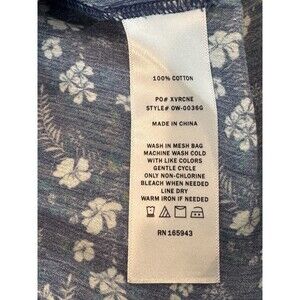 100% COTTON
PO# XVRCNE
STYLE# OW-0036G
MADE IN CHINA
WASH IN MESH BAG
MACHINE WASH COLD
WITH LIKE COLORS
GENTLE CYCLE
ONLY NON-CHLORINE
BLEACH WHEN NEEDED
LINE DRY
WARM IRON IF NEEDED
RN 165943